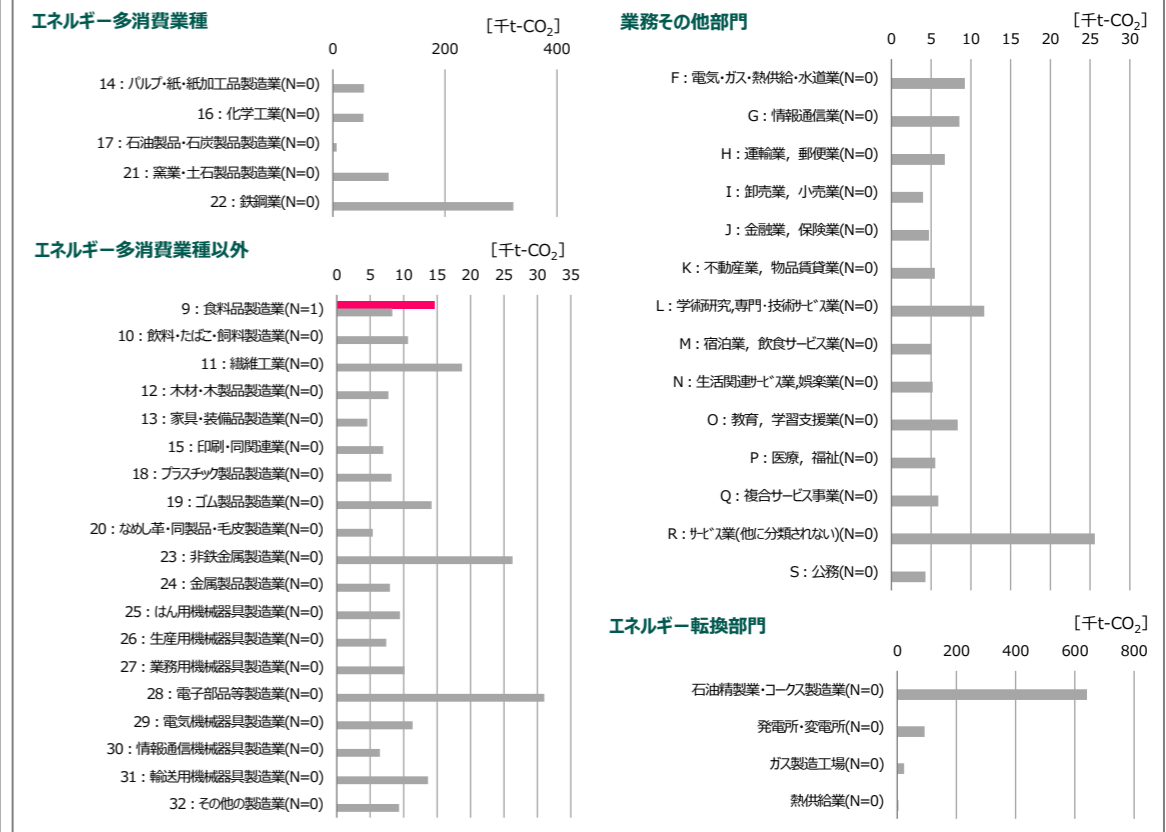 エネルギー多消費業種
[千t-CO2]
0 200 400
14：パルプ・紙・紙加工品製造業(N=0)
16：化学工業(N=0)
17：石油製品・石炭製品製造業(N=0)
21：窯業・土石製品製造業(N=0)
22：鉄鋼業(N=0)
エネルギー多消費業種以外
[千t-CO2]
0 5 10 15 20 25 30 35
9：食料品製造業(N=1)
10：飲料・たばこ・飼料製造業(N=0)
11：繊維工業(N=0)
12：木材・木製品製造業(N=0)
13：家具・装備品製造業(N=0)
15：印刷・同関連業(N=0)
18：プラスチック製品製造業(N=0)
19：ゴム製品製造業(N=0)
20：なめし革・同製品・毛皮製造業(N=0)
23：非鉄金属製造業(N=0)
24：金属製品製造業(N=0)
25：はん用機械器具製造業(N=0)
26：生産用機械器具製造業(N=0)
27：業務用機械器具製造業(N=0)
28：電子部品等製造業(N=0)
29：電気機械器具製造業(N=0)
30：情報通信機械器具製造業(N=0)
31：輸送用機械器具製造業(N=0)
32：その他の製造業(N=0)
業務その他部門
[千t-CO2]
0 5 10 15 20 25 30
F：電気・ガス・熱供給・水道業(N=0)
G：情報通信業(N=0)
H：運輸業，郵便業(N=0)
I：卸売業，小売業(N=0)
J：金融業，保険業(N=0)
K：不動産業，物品賃貸業(N=0)
L：学術研究,専門・技術ｻｰﾋﾞｽ業(N=0)
M：宿泊業，飲食サービス業(N=0)
N：生活関連ｻｰﾋﾞｽ業,娯楽業(N=0)
O：教育，学習支援業(N=0)
P：医療，福祉(N=0)
Q：複合サービス事業(N=0)
R：ｻｰﾋﾞｽ業(他に分類されない)(N=0)
S：公務(N=0)
エネルギー転換部門
[千t-CO2]
0 200 400 600 800
石油精製業・コークス製造業(N=0)
発電所・変電所(N=0)
ガス製造工場(N=0)
熱供給業(N=0)